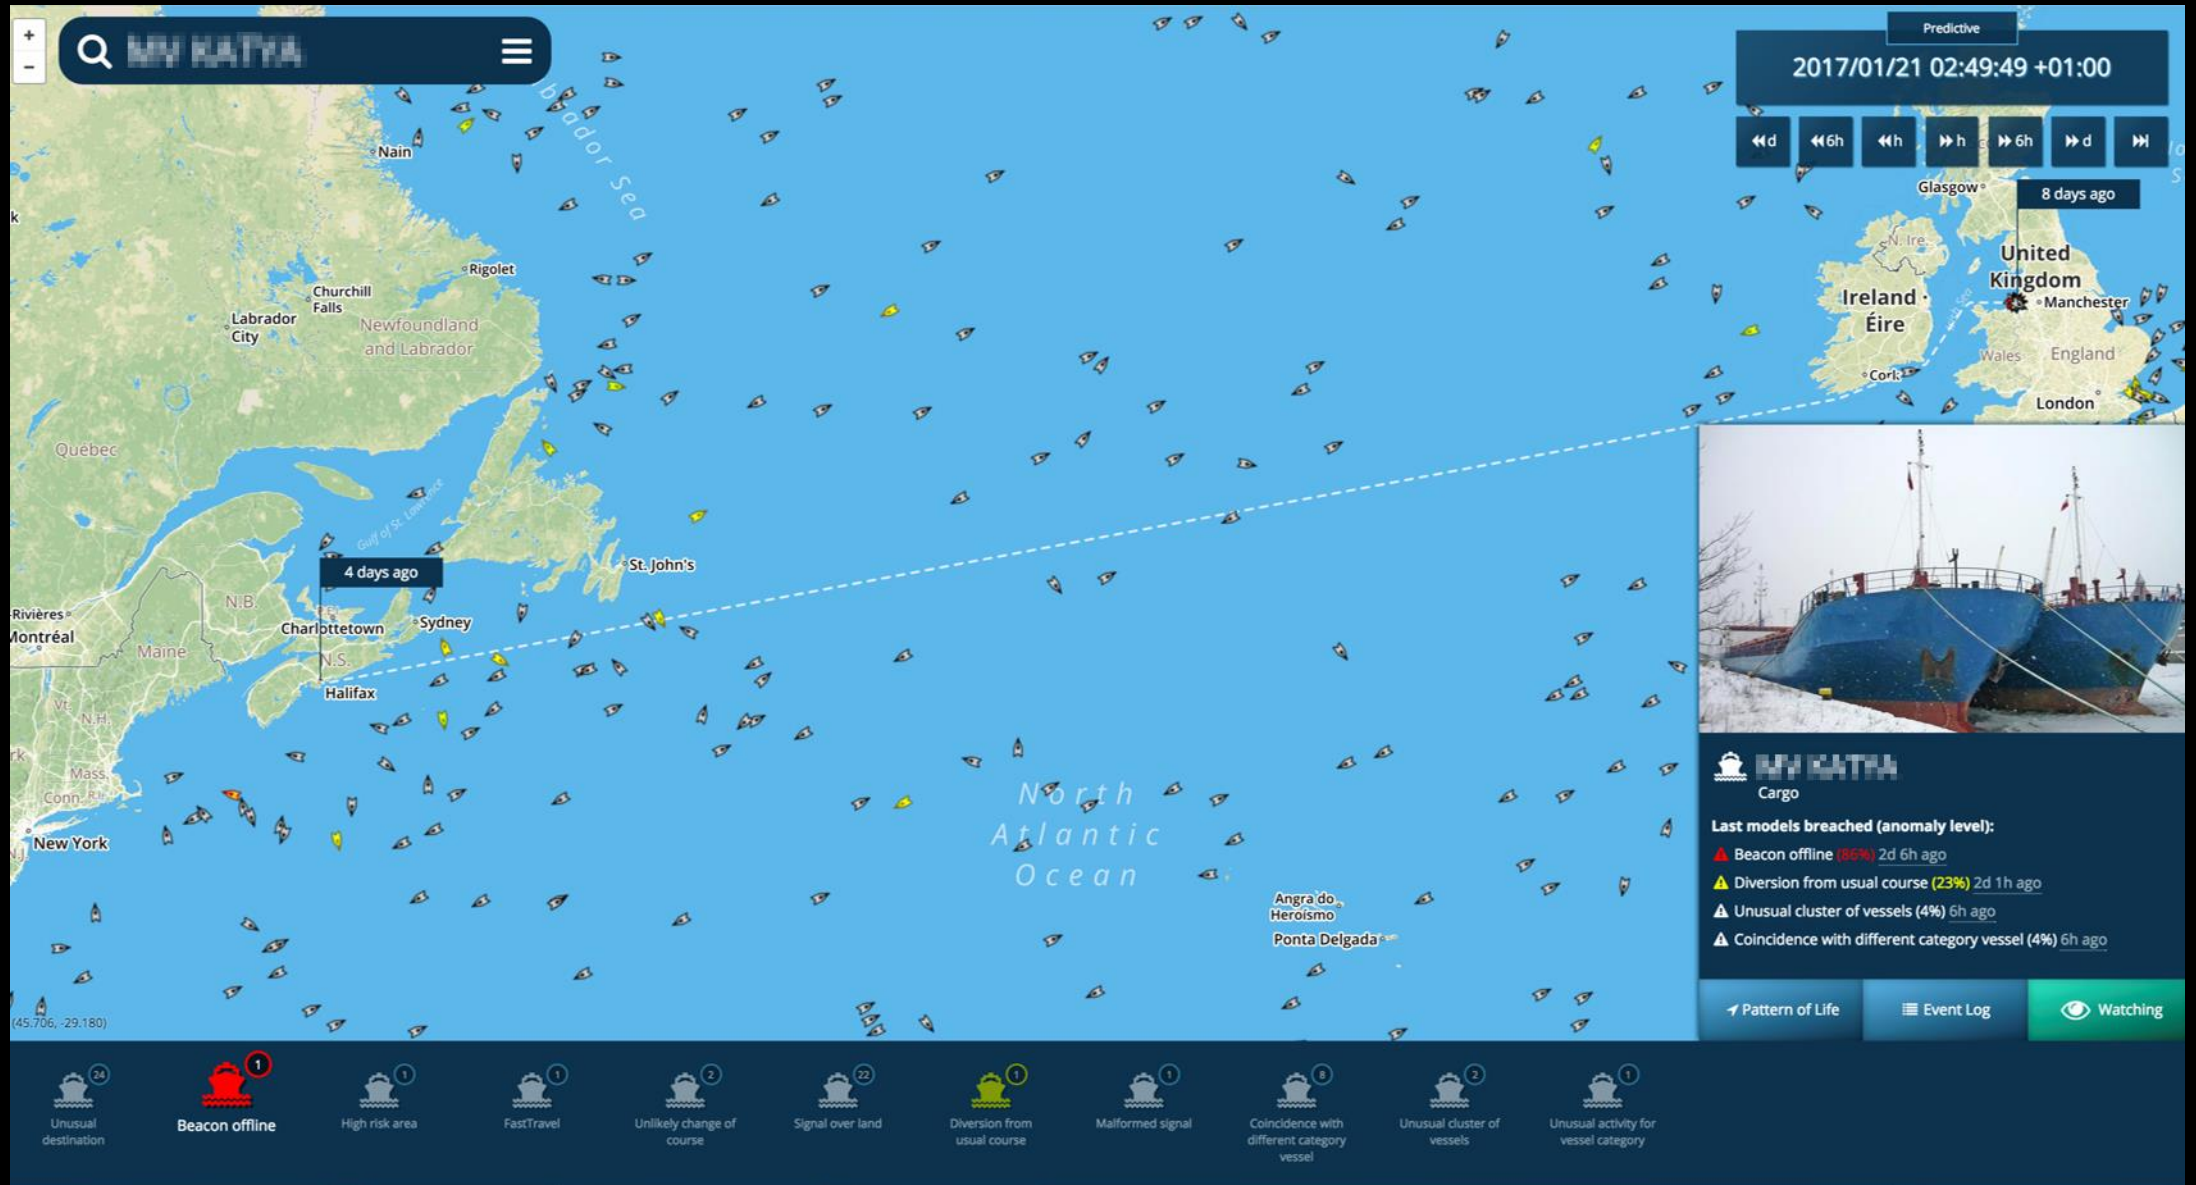 +
−
Predictive
2017/01/21 02:49:49 +01:00
d
6h
h
h
6h
d
8 days ago
Nain
Glasgow
Rigolet
N. Ire.
United
Kingdom
Churchill
Falls
Labrador
City
Newfoundland
and Labrador
Ireland
Éire
Manchester
Wales
England
Cork
London
Québec
Gulf of St. Lawrence
4 days ago
St. John's
N.B.
P.E.I.
Charlottetown
Sydney
Maine
N.S.
Halifax
Montréal
Vt.
N.H.
Mass.
Conn.
R.I.
New York
North
Atlantic
Ocean
Angra do
Heroísmo
Ponta Delgada
(45.706, -29.180)
Cargo
Last models breached (anomaly level):
Beacon offline (86%) 2d 6h ago
Diversion from usual course (23%) 2d 1h ago
Unusual cluster of vessels (4%) 6h ago
Coincidence with different category vessel (4%) 6h ago
Pattern of Life
Event Log
Watching
24
Unusual
destination
1
Beacon offline
1
High risk area
1
FastTravel
2
Unlikely change of
course
22
Signal over land
1
Diversion from
usual course
1
Malformed signal
8
Coincidence with
different category
vessel
2
Unusual cluster of
vessels
1
Unusual activity for
vessel category